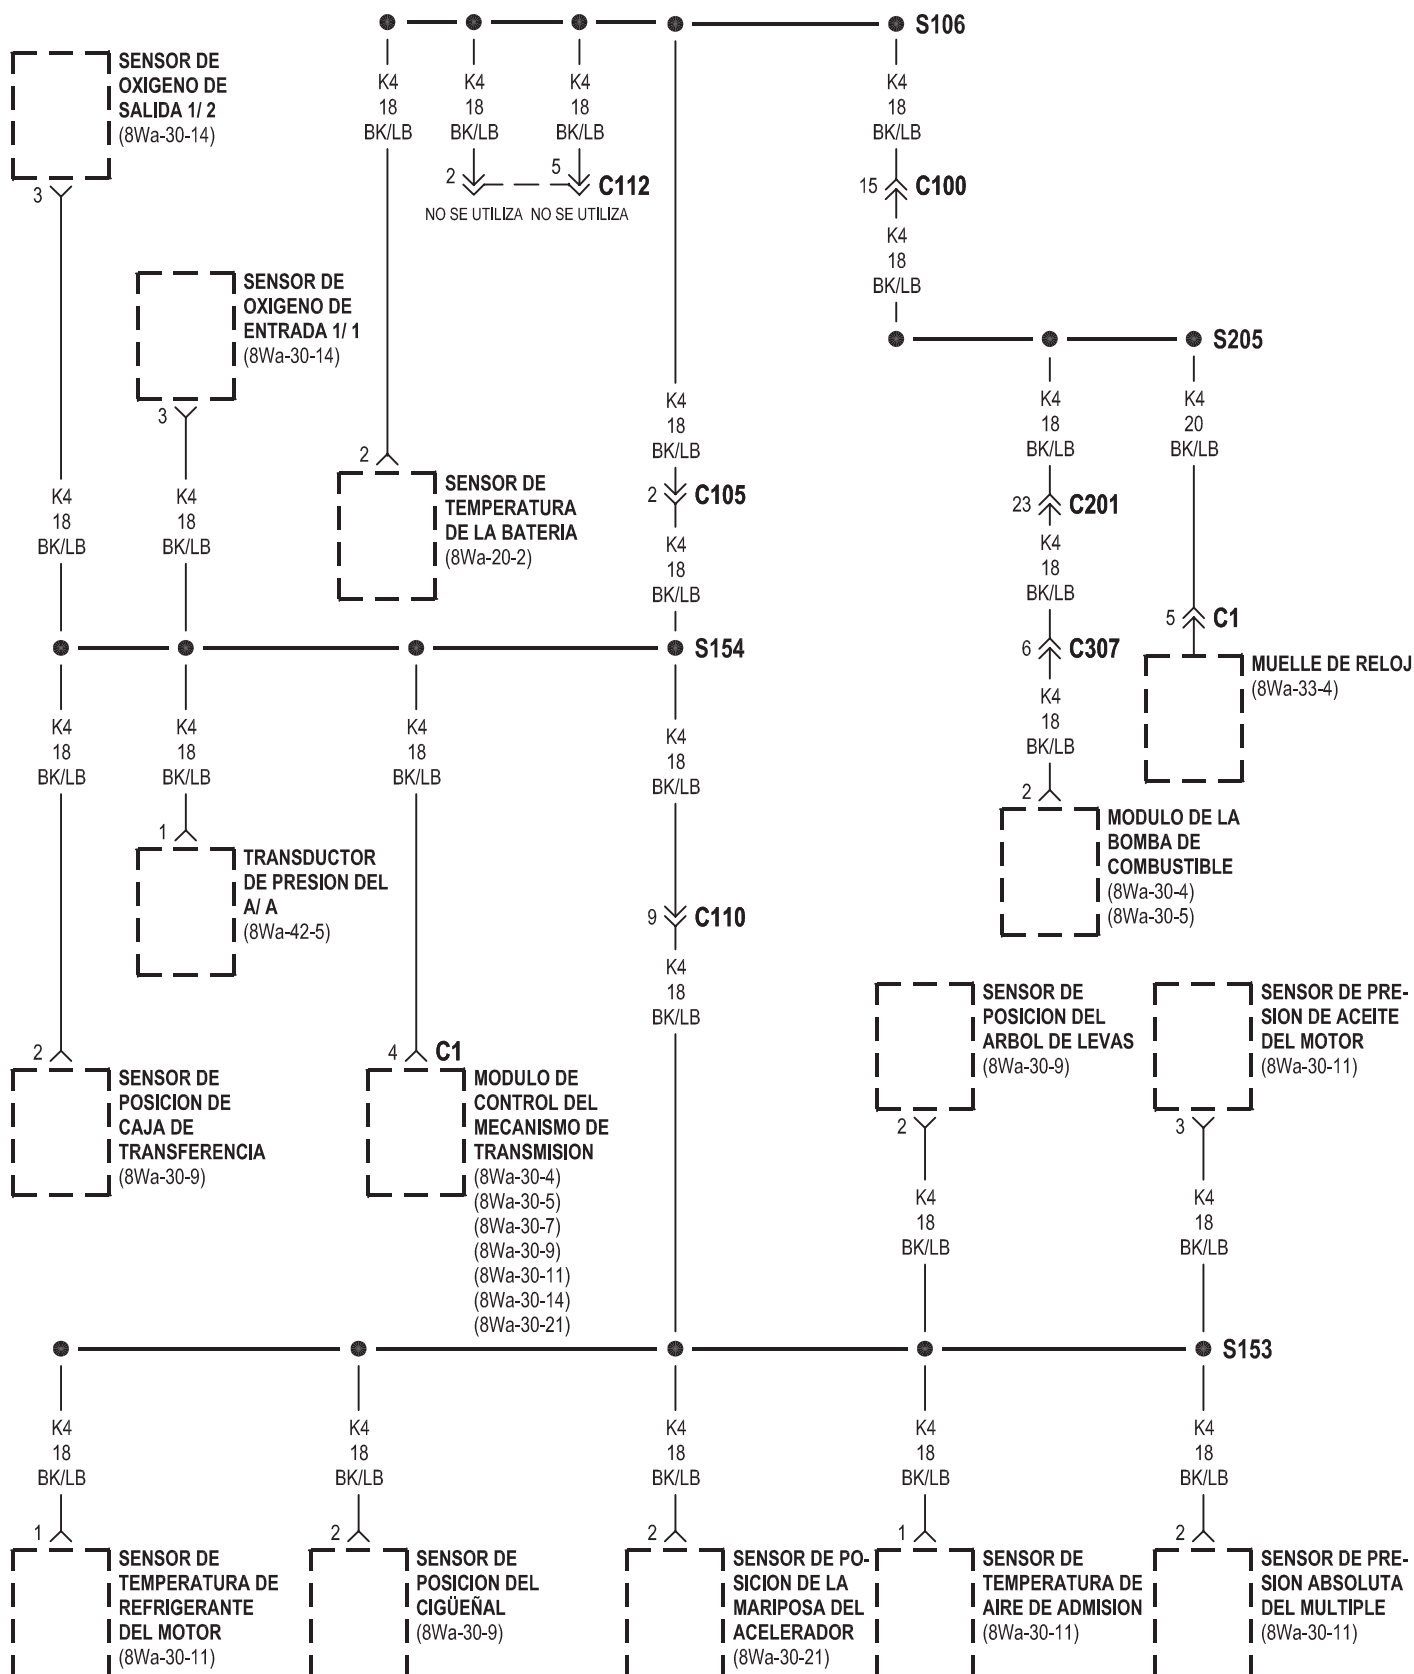 S106
SENSOR DE
OXIGENO DE
SALIDA 1/ 2
(8Wa-30-14)
3
K4
18
BK/LB
K4
18
BK/LB
K4
18
BK/LB
K4
18
BK/LB
2
5
C112
NO SE UTILIZA
NO SE UTILIZA
15
C100
K4
18
BK/LB
SENSOR DE
OXIGENO DE
ENTRADA 1/ 1
(8Wa-30-14)
3
S205
K4
18
BK/LB
K4
18
BK/LB
K4
20
BK/LB
2
SENSOR DE
TEMPERATURA
DE LA BATERIA
(8Wa-20-2)
2
C105
23
C201
K4
18
BK/LB
K4
18
BK/LB
K4
18
BK/LB
K4
18
BK/LB
5
C1
S154
6
C307
MUELLE DE RELOJ
(8Wa-33-4)
K4
18
BK/LB
K4
18
BK/LB
K4
18
BK/LB
K4
18
BK/LB
K4
18
BK/LB
2
1
TRANSDUCTOR
DE PRESION DEL
A/ A
(8Wa-42-5)
MODULO DE LA
BOMBA DE
COMBUSTIBLE
(8Wa-30-4)
(8Wa-30-5)
9
C110
K4
18
BK/LB
SENSOR DE
POSICION DEL
ARBOL DE LEVAS
(8Wa-30-9)
SENSOR DE PRE-
SION DE ACEITE
DEL MOTOR
(8Wa-30-11)
2
4
C1
SENSOR DE
POSICION DE
CAJA DE
TRANSFERENCIA
(8Wa-30-9)
MODULO DE
CONTROL DEL
MECANISMO DE
TRANSMISION
(8Wa-30-4)
(8Wa-30-5)
(8Wa-30-7)
(8Wa-30-9)
(8Wa-30-11)
(8Wa-30-14)
(8Wa-30-21)
2
3
K4
18
BK/LB
K4
18
BK/LB
S153
K4
18
BK/LB
K4
18
BK/LB
K4
18
BK/LB
K4
18
BK/LB
K4
18
BK/LB
1
2
2
1
2
SENSOR DE
TEMPERATURA DE
REFRIGERANTE
DEL MOTOR
(8Wa-30-11)
SENSOR DE
POSICION DEL
CIGÜEÑAL
(8Wa-30-9)
SENSOR DE PO-
SICION DE LA
MARIPOSA DEL
ACELERADOR
(8Wa-30-21)
SENSOR DE
TEMPERATURA DE
AIRE DE ADMISION
(8Wa-30-11)
SENSOR DE PRE-
SION ABSOLUTA
DEL MULTIPLE
(8Wa-30-11)